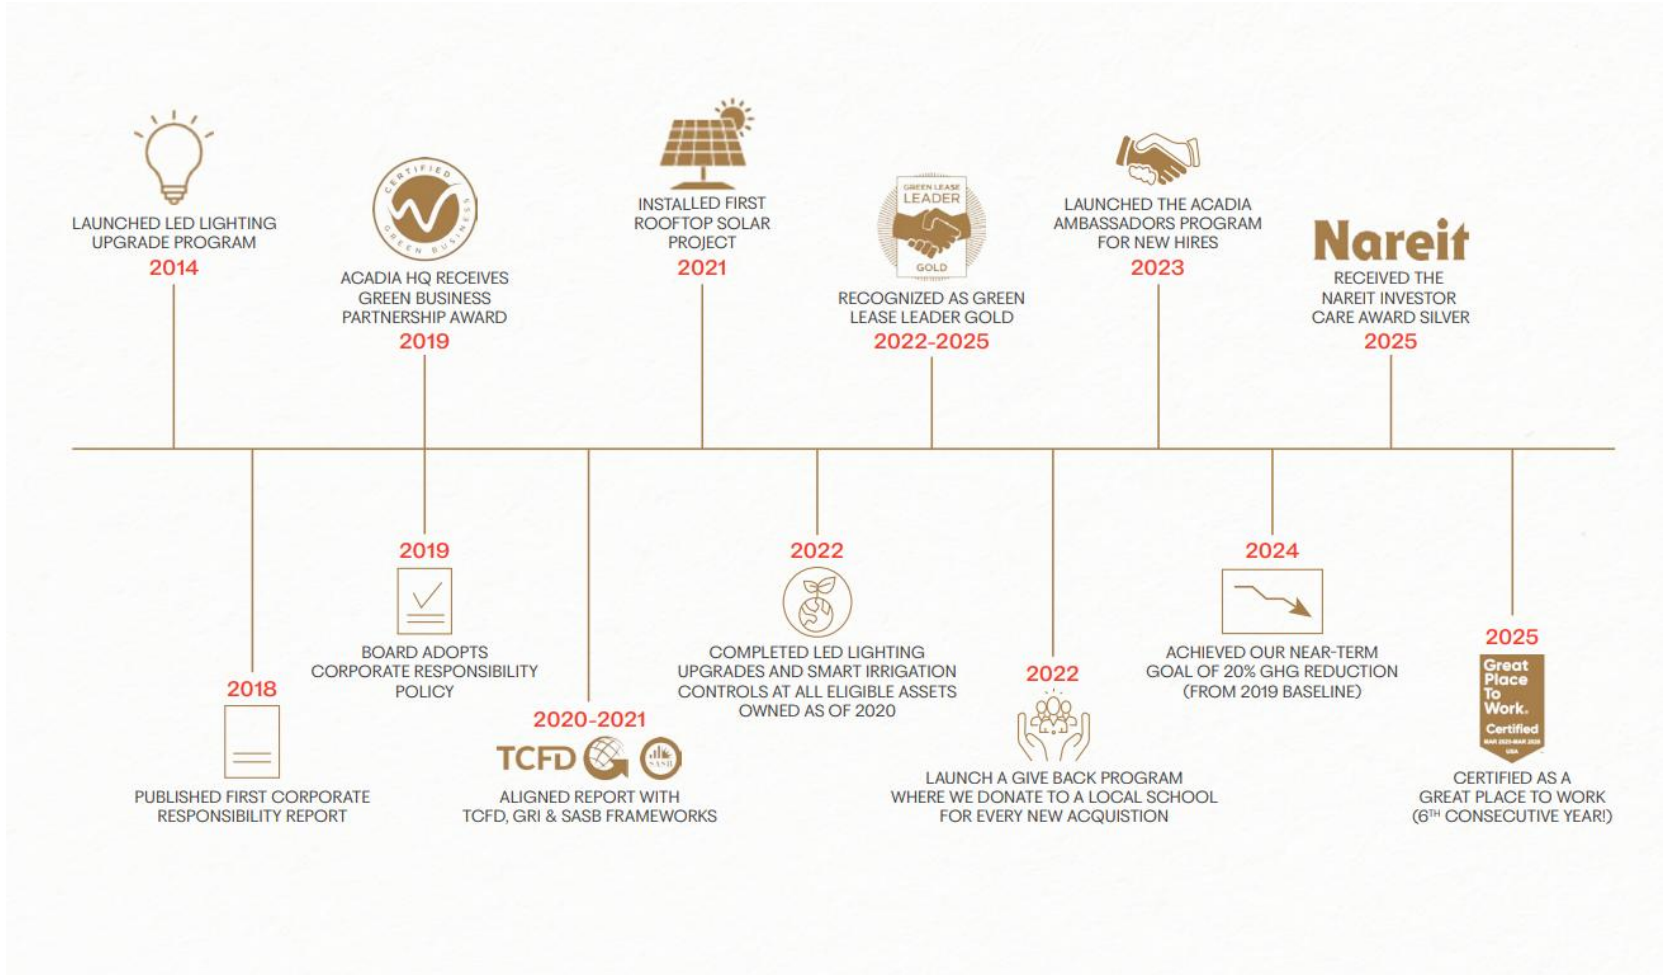 LAUNCHED LED LIGHTING
UPGRADE PROGRAM
2014
CERTIFIED
GREEN BUSINESS
ACADIA HQ RECEIVES
GREEN BUSINESS
PARTNERSHIP AWARD
2019
INSTALLED FIRST
ROOFTOP SOLAR
PROJECT
2021
GREEN LEASE
LEADER
GOLD
RECOGNIZED AS GREEN
LEASE LEADER GOLD
2022-2025
LAUNCHED THE ACADIA
AMBASSADORS PROGRAM
FOR NEW HIRES
2023
Nareit
RECEIVED THE
NAREIT INVESTOR
CARE AWARD SILVER
2025
2018
PUBLISHED FIRST CORPORATE
RESPONSIBILITY REPORT
2019
BOARD ADOPTS
CORPORATE RESPONSIBILITY
POLICY
2020-2021
TCFD
SASB
ALIGNED REPORT WITH
TCFD, GRI & SASB FRAMEWORKS
2022
COMPLETED LED LIGHTING
UPGRADES AND SMART IRRIGATION
CONTROLS AT ALL ELIGIBLE ASSETS
OWNED AS OF 2020
2022
LAUNCH A GIVE BACK PROGRAM
WHERE WE DONATE TO A LOCAL SCHOOL
FOR EVERY NEW ACQUISTION
2024
ACHIEVED OUR NEAR-TERM
GOAL OF 20% GHG REDUCTION
(FROM 2019 BASELINE)
2025
Great
Place
To
Work.
Certified
USA
CERTIFIED AS A
GREAT PLACE TO WORK
(6TH CONSECUTIVE YEAR!)